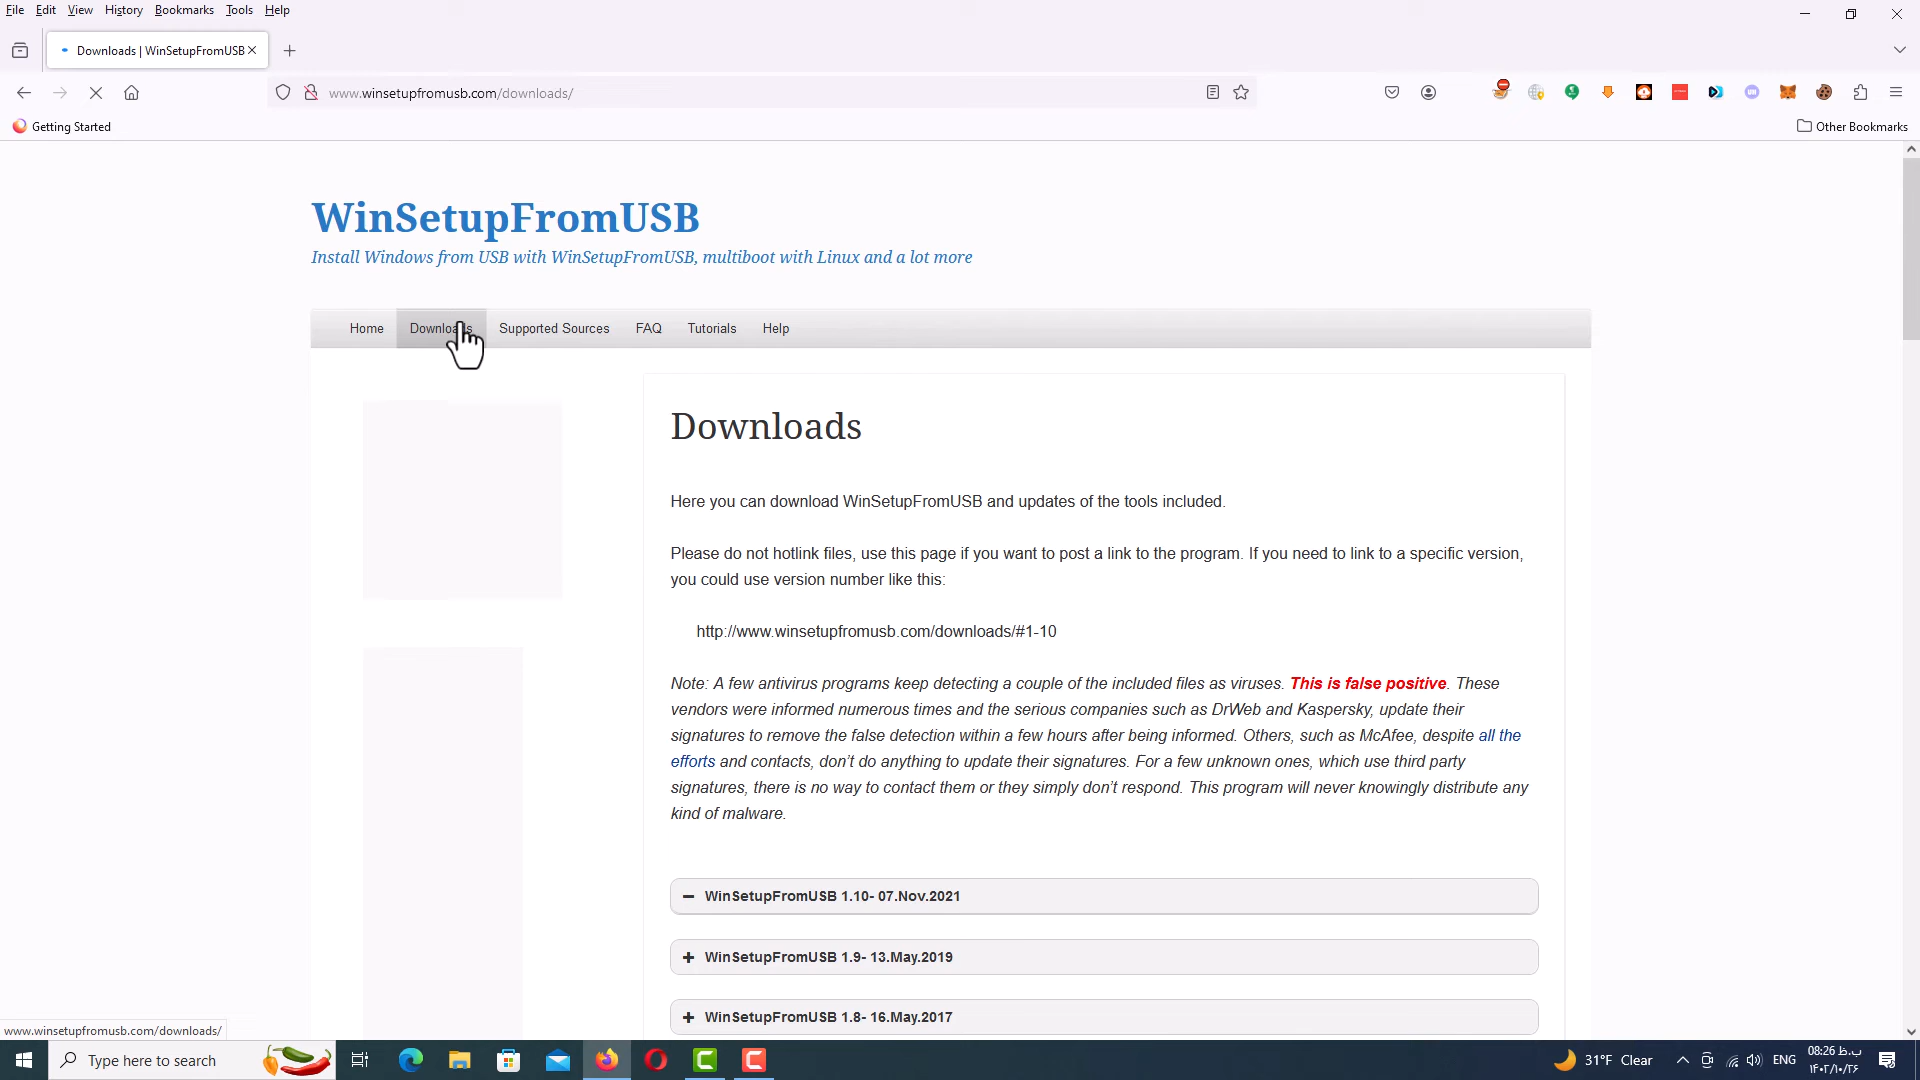 File Edit View History Bookmarks Tools Help
Downloads | WinSetupFromUSB
www.winsetupfromusb.com/downloads/
Getting Started
Other Bookmarks
WinSetupFromUSB
Install Windows from USB with WinSetupFromUSB, multiboot with Linux and a lot more
Home Downloads Supported Sources FAQ Tutorials Help
Downloads
Here you can download WinSetupFromUSB and updates of the tools included.
Please do not hotlink files, use this page if you want to post a link to the program. If you need to link to a specific version,
you could use version number like this:
http://www.winsetupfromusb.com/downloads/#1-10
Note: A few antivirus programs keep detecting a couple of the included files as viruses. This is false positive. These
vendors were informed numerous times and the serious companies such as DrWeb and Kaspersky, update their
signatures to remove the false detection within a few hours after being informed. Others, such as McAfee, despite all the
efforts and contacts, don’t do anything to update their signatures. For a few unknown ones, which use third party
signatures, there is no way to contact them or they simply don’t respond. This program will never knowingly distribute any
kind of malware.
WinSetupFromUSB 1.10- 07.Nov.2021
WinSetupFromUSB 1.9- 13.May.2019
WinSetupFromUSB 1.8- 16.May.2017
www.winsetupfromusb.com/downloads/
Type here to search
31°F Clear
ENG
08:26 ب.ظ
۱۴۰۲/۱۰/۲۶